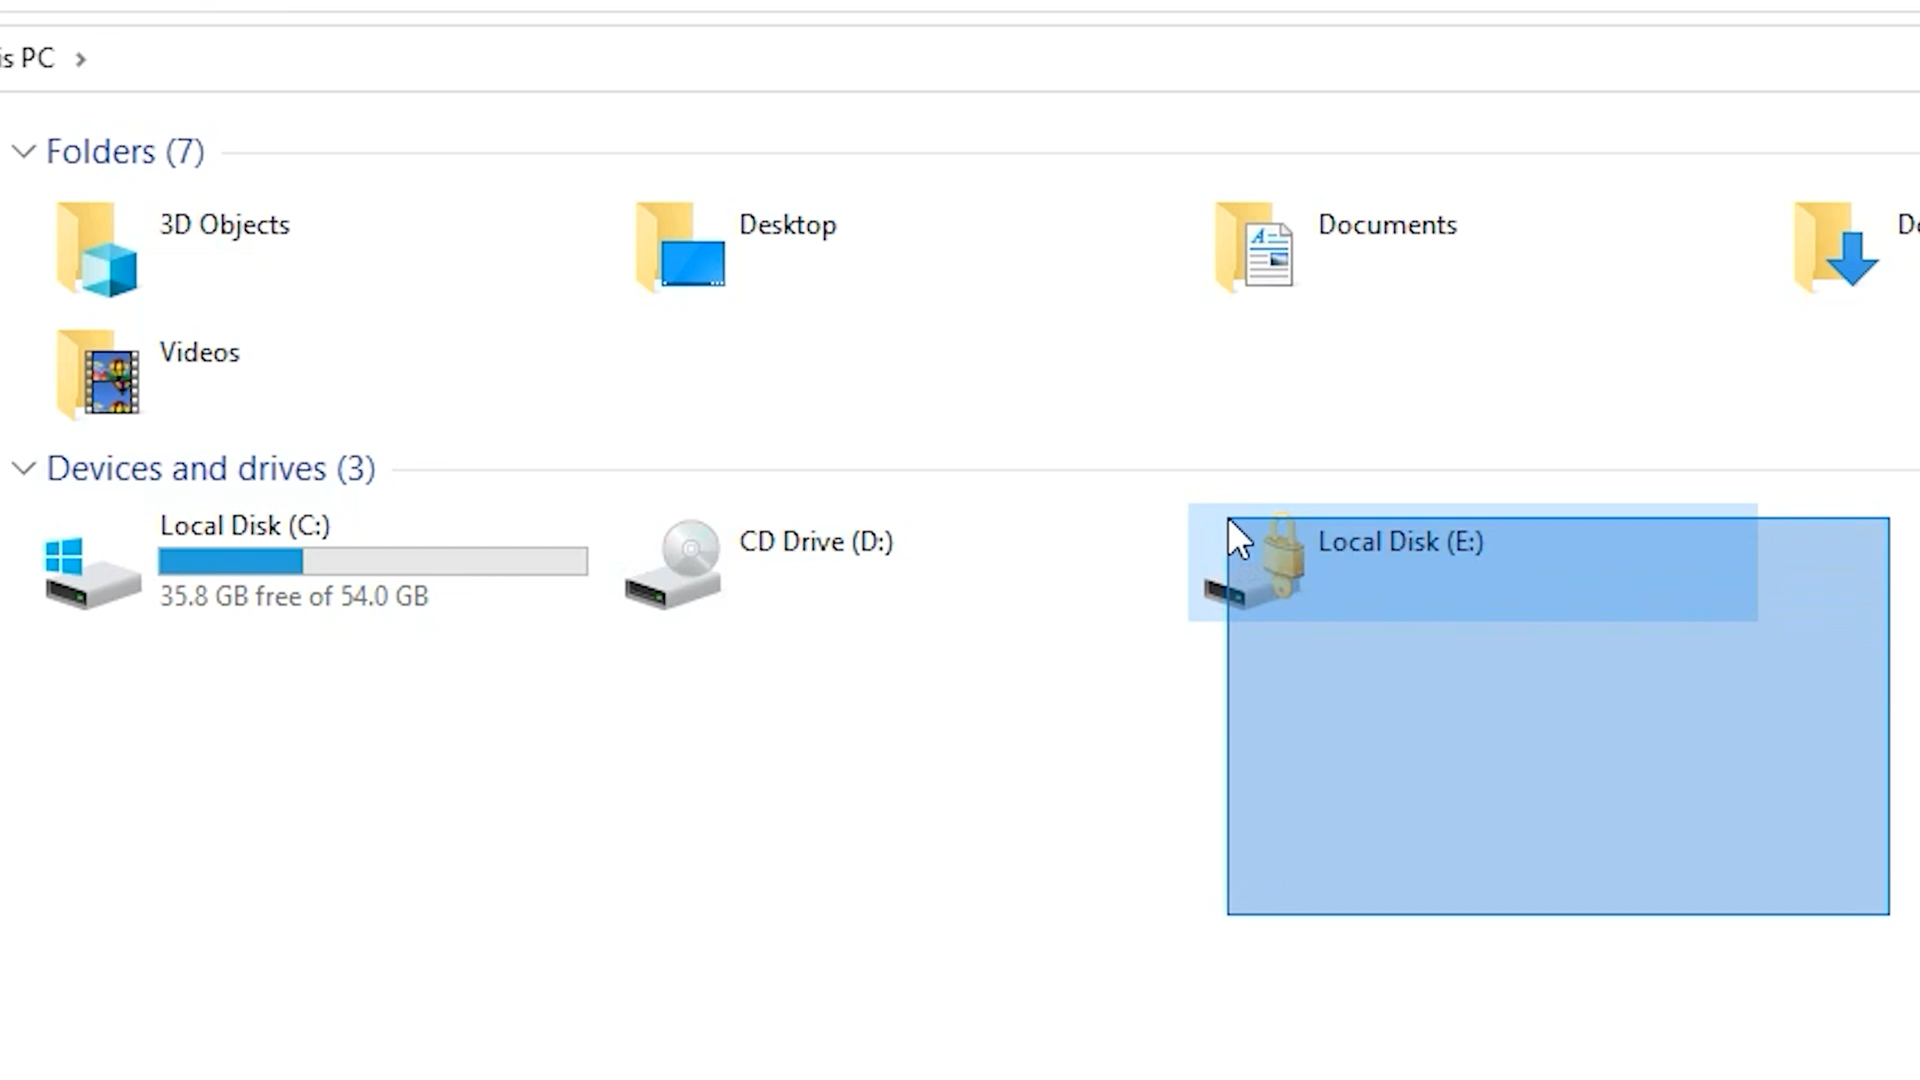 is PC
Folders (7)
3D Objects
Desktop
Documents
Videos
Devices and drives (3)
Local Disk (C:)
35.8 GB free of 54.0 GB
CD Drive (D:)
Local Disk (E:)